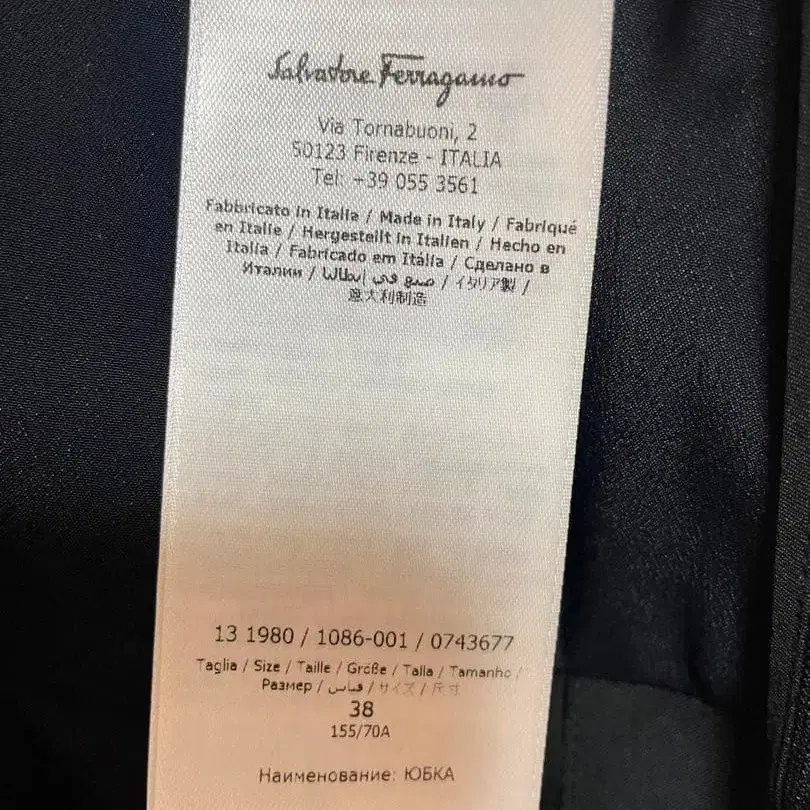 Salvatore Ferragamo
Via Tornabuoni, 2
50123 Firenze - ITALIA
Tel: +39 055 3561
Fabbricato in Italia / Made in Italy / Fabriqué
en Italie / Hergestellt in Italien / Hecho en
Italia / Fabricado em Itália / Сделано в
Италии / صنع في إيطاليا / イタリア製 /
意大利制造
13 1980 / 1086-001 / 0743677
Taglia / Size / Taille / Größe / Talla / Tamanho /
Размер / قياس / サイズ / 尺寸
38
155/70A
Наименование: ЮБКА